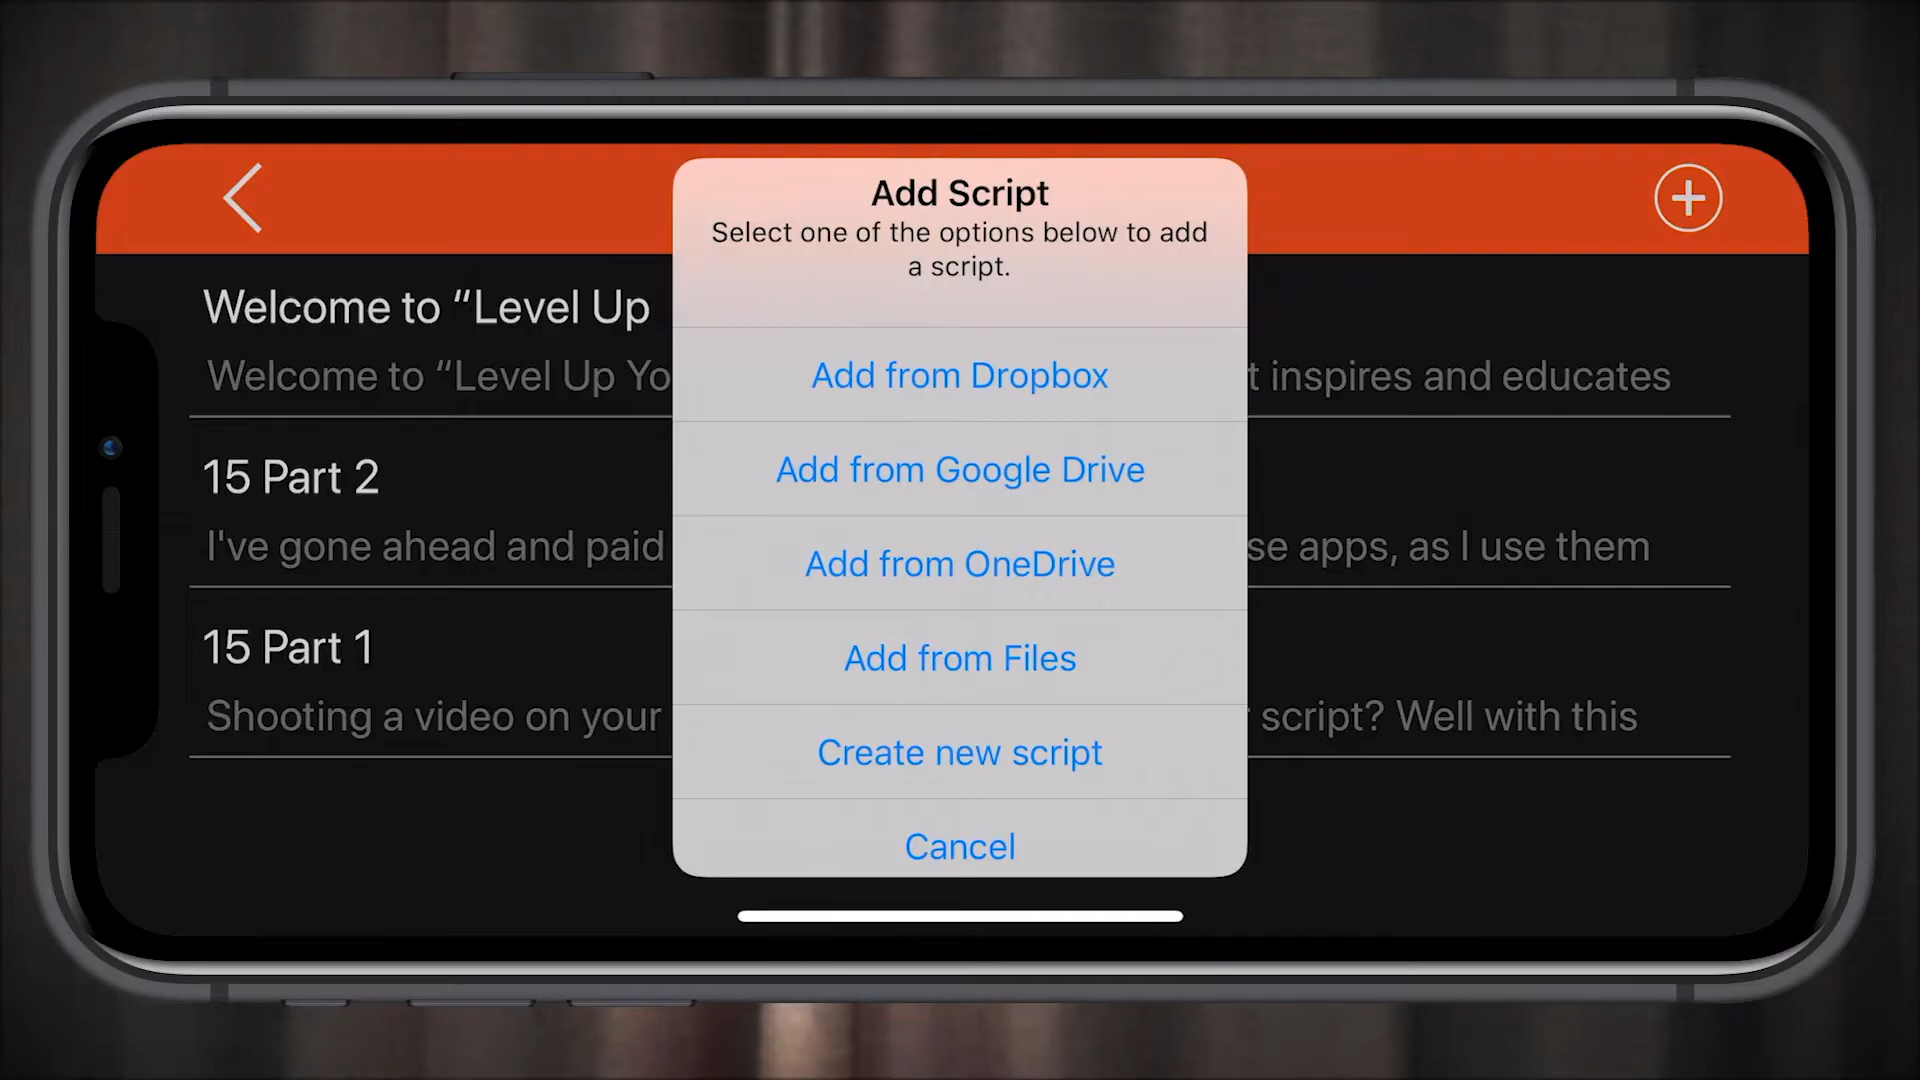 Add Script
Select one of the options below to add
a script.
Welcome to “Level Up
Welcome to “Level Up Yo
t inspires and educates
Add from Dropbox
Add from Google Drive
15 Part 2
I've gone ahead and paid
se apps, as I use them
Add from OneDrive
Add from Files
15 Part 1
Shooting a video on your
script? Well with this
Create new script
Cancel